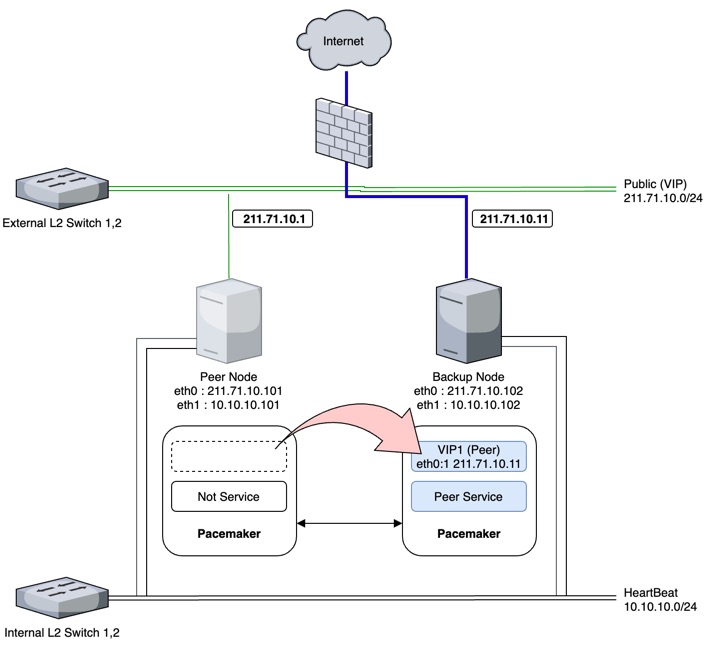 Internet
Public (VIP)
211.71.10.0/24
211.71.10.1
211.71.10.11
External L2 Switch 1,2
Peer Node
eth0 : 211.71.10.101
eth1 : 10.10.10.101
Backup Node
eth0 : 211.71.10.102
eth1 : 10.10.10.102
VIP1 (Peer)
eth0:1 211.71.10.11
Not Service
Peer Service
Pacemaker
Pacemaker
HeartBeat
10.10.10.0/24
Internal L2 Switch 1,2